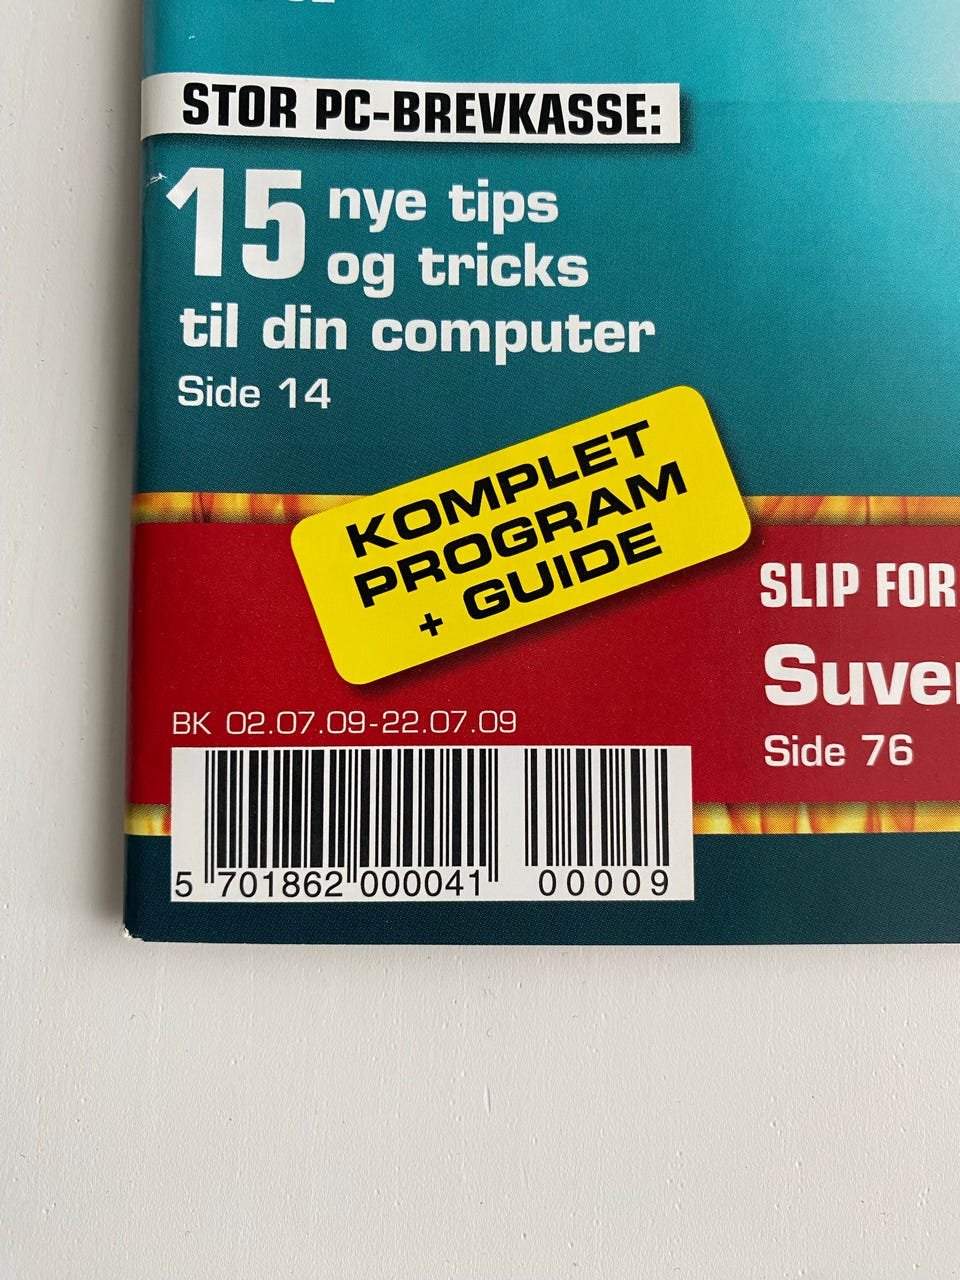 STOR PC-BREVKASSE:
15 nye tips
og tricks
til din computer
Side 14
KOMPLET
PROGRAM
+ GUIDE
SLIP FOR
Suve
Side 76
BK 02.07.09-22.07.09
5 701862 000041 00009